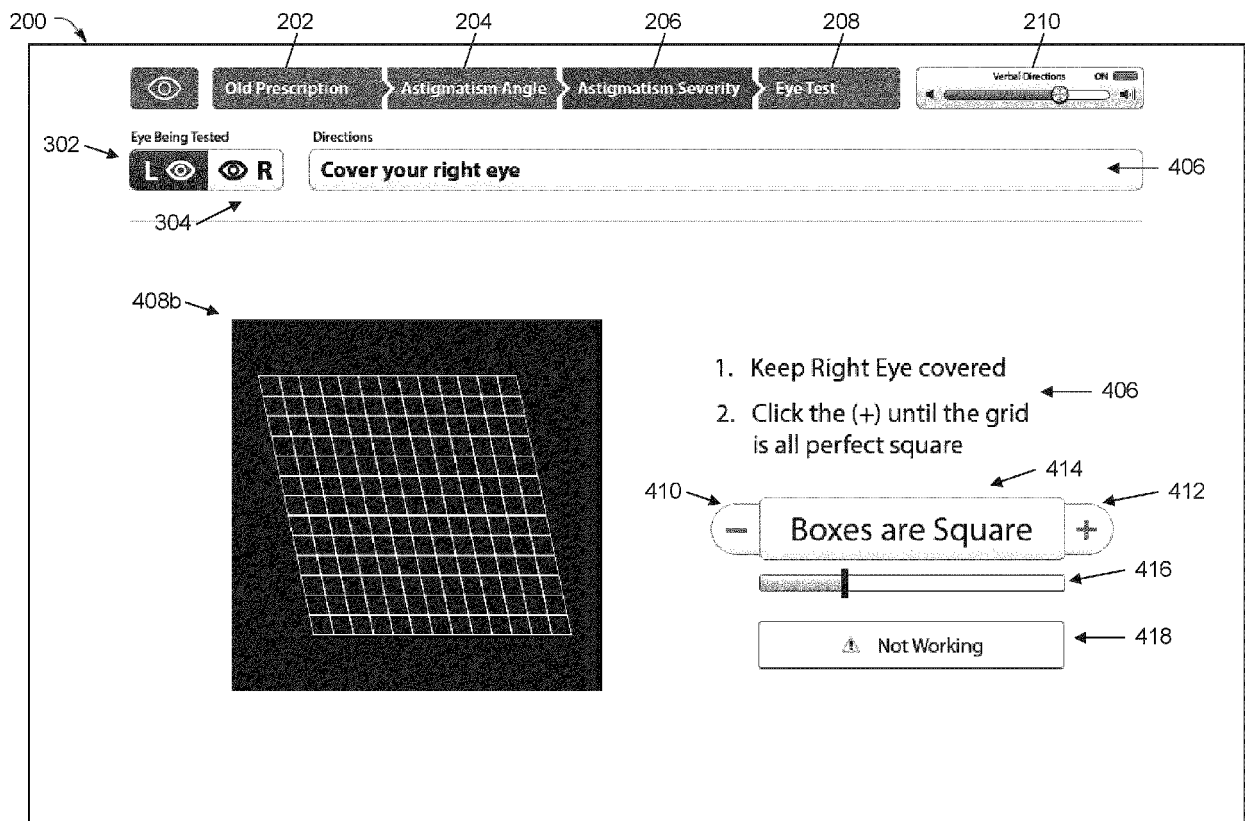 200 202 204 206 208 210
Old Prescription Astigmatism Angle Astigmatism Severity Eye Test
Verbal Directions ON
Eye Being Tested Directions
302 L R Cover your right eye 406
304
408b
1. Keep Right Eye covered
406
2. Click the (+) until the grid
is all perfect square
414
410 412
− Boxes are Square +
416
Not Working 418